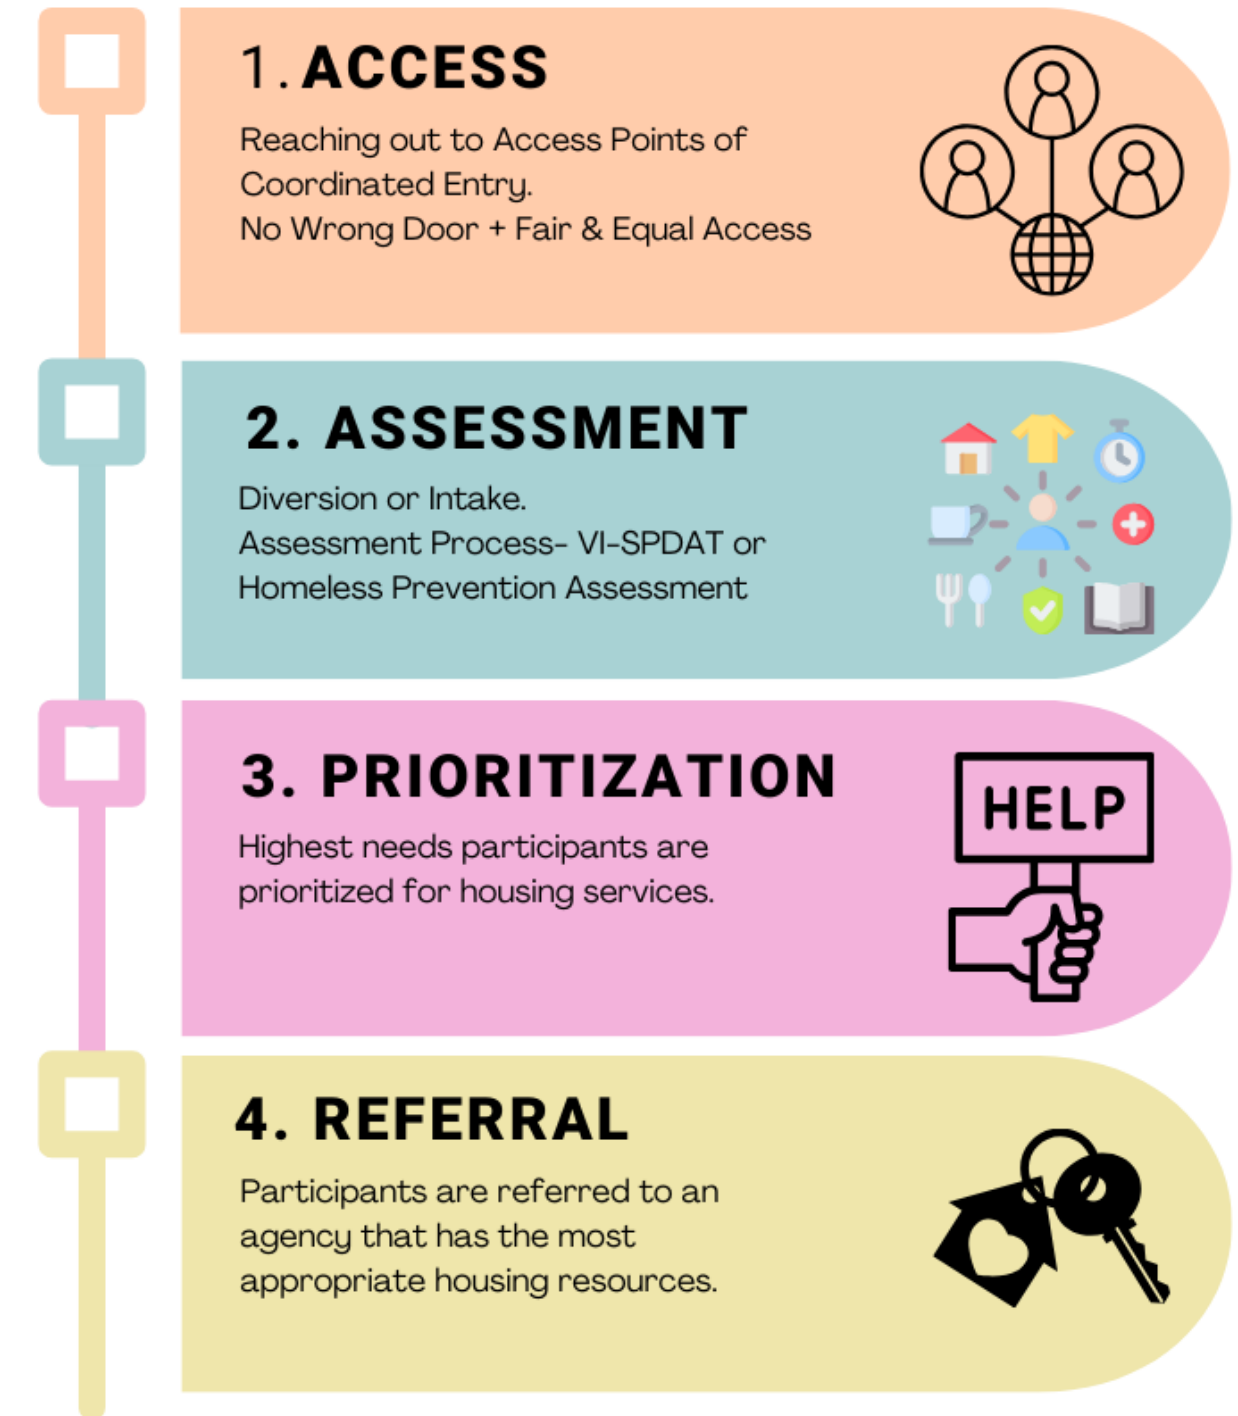 1. ACCESS
Reaching out to Access Points of
Coordinated Entry.
No Wrong Door + Fair & Equal Access
2. ASSESSMENT
Diversion or Intake.
Assessment Process- VI-SPDAT or
Homeless Prevention Assessment
3. PRIORITIZATION
Highest needs participants are
prioritized for housing services.
HELP
4. REFERRAL
Participants are referred to an
agency that has the most
appropriate housing resources.